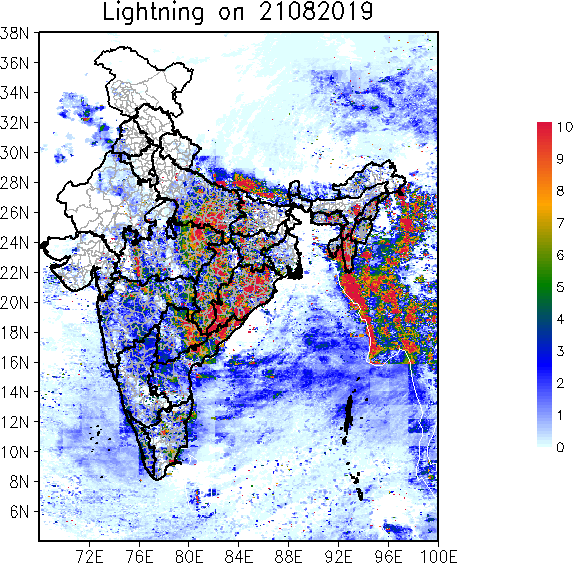 Lightning on 21082019
38N
36N
34N
32N
30N
28N
26N
24N
22N
20N
18N
16N
14N
12N
10N
8N
6N
72E 76E 80E 84E 88E 92E 96E 100E
10
9
8
7
6
5
4
3
2
1
0